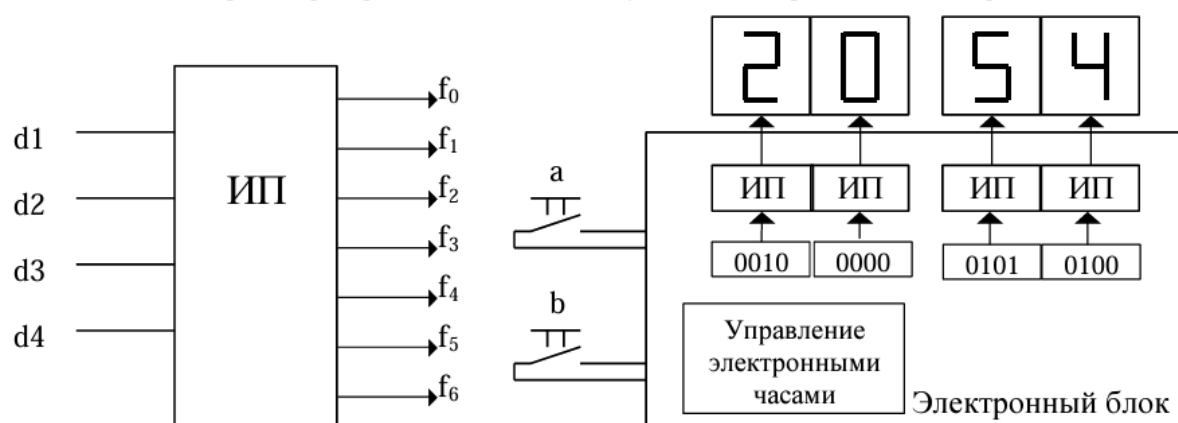 2 0 5 4
d1
d2
d3
d4
ИП
f₀
f₁
f₂
f₃
f₄
f₅
f₆
a
b
ИП ИП ИП ИП
0010 0000 0101 0100
Управление
электронными
часами
Электронный блок